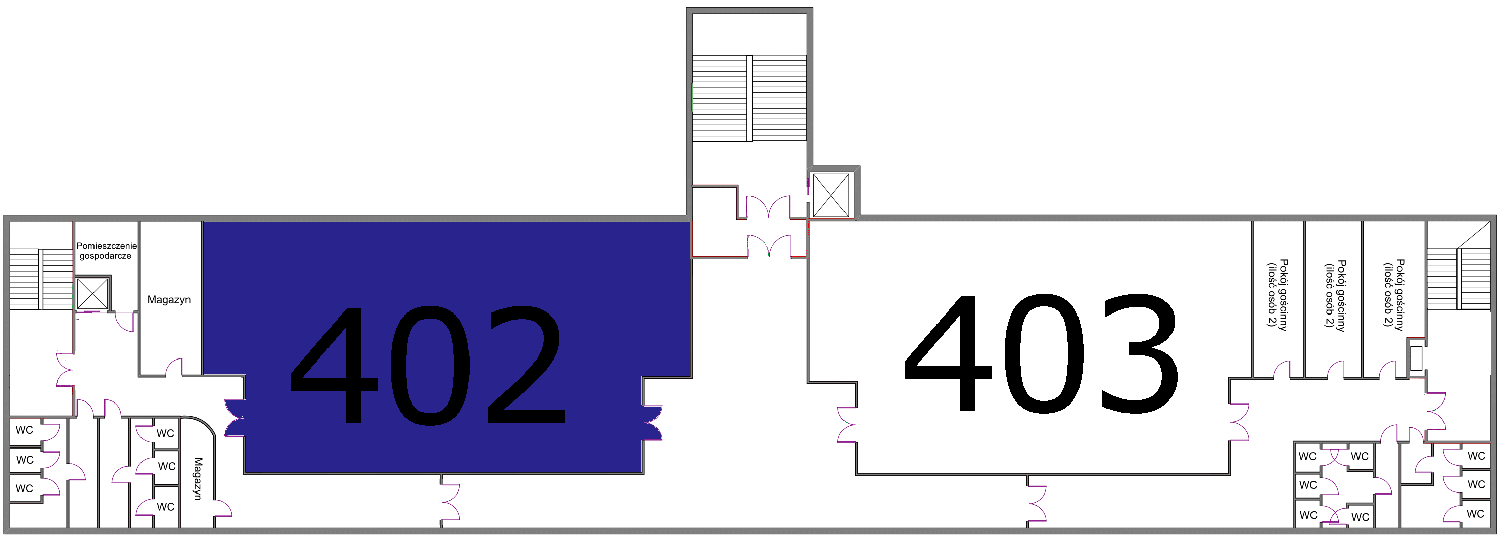 Pomieszczenie
gospodarcze
Magazyn
402
403
Pokój gościnny
(ilość osób 2)
Pokój gościnny
(ilość osób 2)
Pokój gościnny
(ilość osób 2)
WC
WC
WC
WC
WC
WC
Magazyn
WC
WC
WC
WC
WC
WC
WC
WC